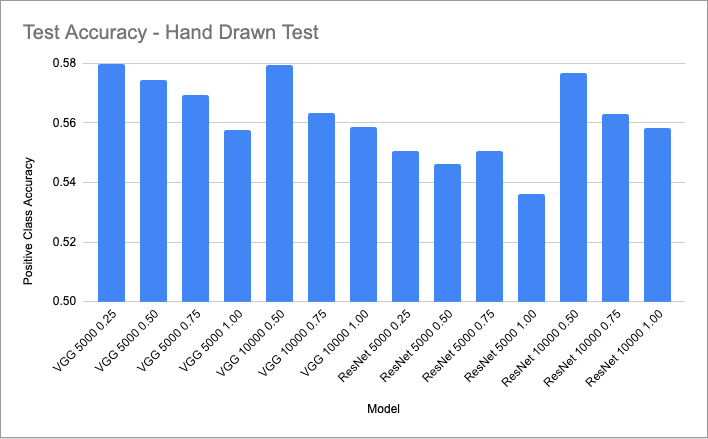 Test Accuracy - Hand Drawn Test
Positive Class Accuracy
0.58
0.56
0.54
0.52
0.50
VGG 5000 0.25
VGG 5000 0.50
VGG 5000 0.75
VGG 5000 1.00
VGG 10000 0.50
VGG 10000 0.75
VGG 10000 1.00
ResNet 5000 0.25
ResNet 5000 0.50
ResNet 5000 0.75
ResNet 5000 1.00
ResNet 10000 0.50
ResNet 10000 0.75
ResNet 10000 1.00
Model